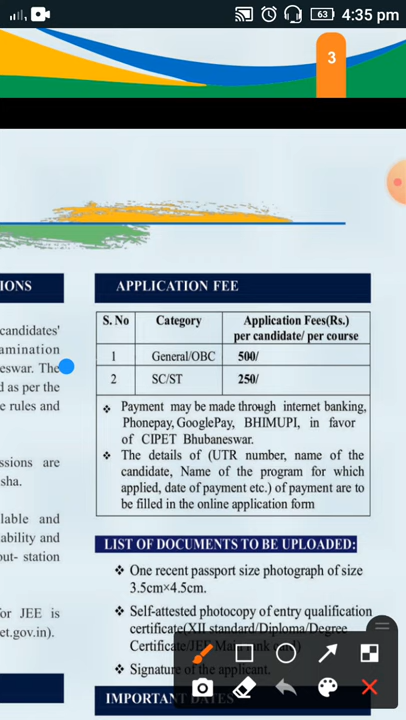 63
4:35 pm
3
IONS
candidates'
amination
eswar. The
d as per the
e rules and
ssions are
sha.
lable and
ability and
out- station
for JEE is
et.gov.in).
APPLICATION FEE
S. No Category Application Fees(Rs.)
per candidate/ per course
1 General/OBC 500/
2 SC/ST 250/
❖ Payment may be made through internet banking,
Phonepay, GooglePay, BHIMUPI, in favor
of CIPET Bhubaneswar.
❖ The details of (UTR number, name of the
candidate, Name of the program for which
applied, date of payment etc.) of payment are to
be filled in the online application form
LIST OF DOCUMENTS TO BE UPLOADED:
❖ One recent passport size photograph of size
3.5cm×4.5cm.
❖ Self-attested photocopy of entry qualification
certificate(XII standard/Diploma/Degree
Certificate/JEE Main rank card)
❖ Signature of the applicant.
IMPORTANT DATES